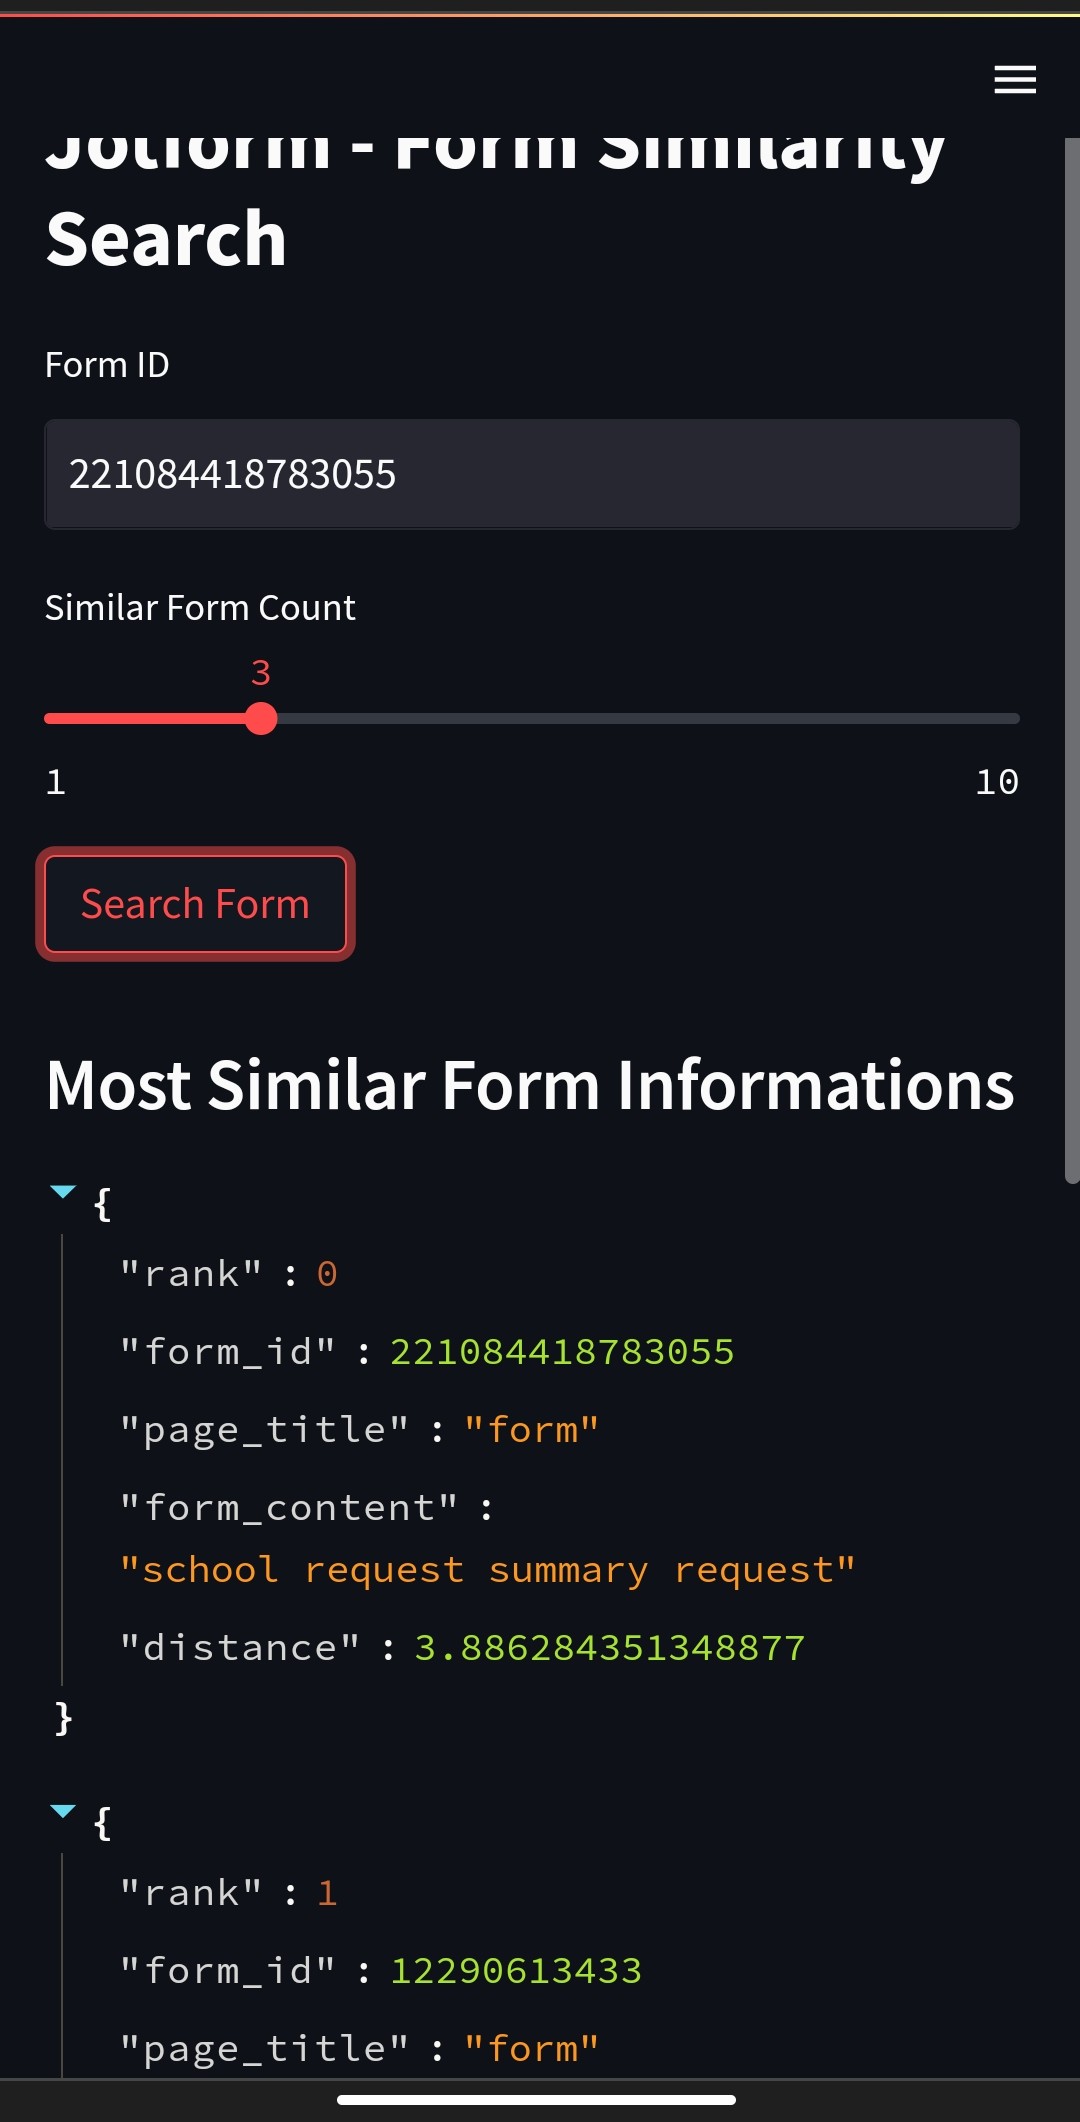 Jotform - Form Similarity
Search
Form ID
221084418783055
Similar Form Count
3
1
10
Search Form
Most Similar Form Informations
{
"rank" : 0
"form_id" : 221084418783055
"page_title" : "form"
"form_content" :
"school request summary request"
"distance" : 3.886284351348877
}
{
"rank" : 1
"form_id" : 12290613433
"page_title" : "form"